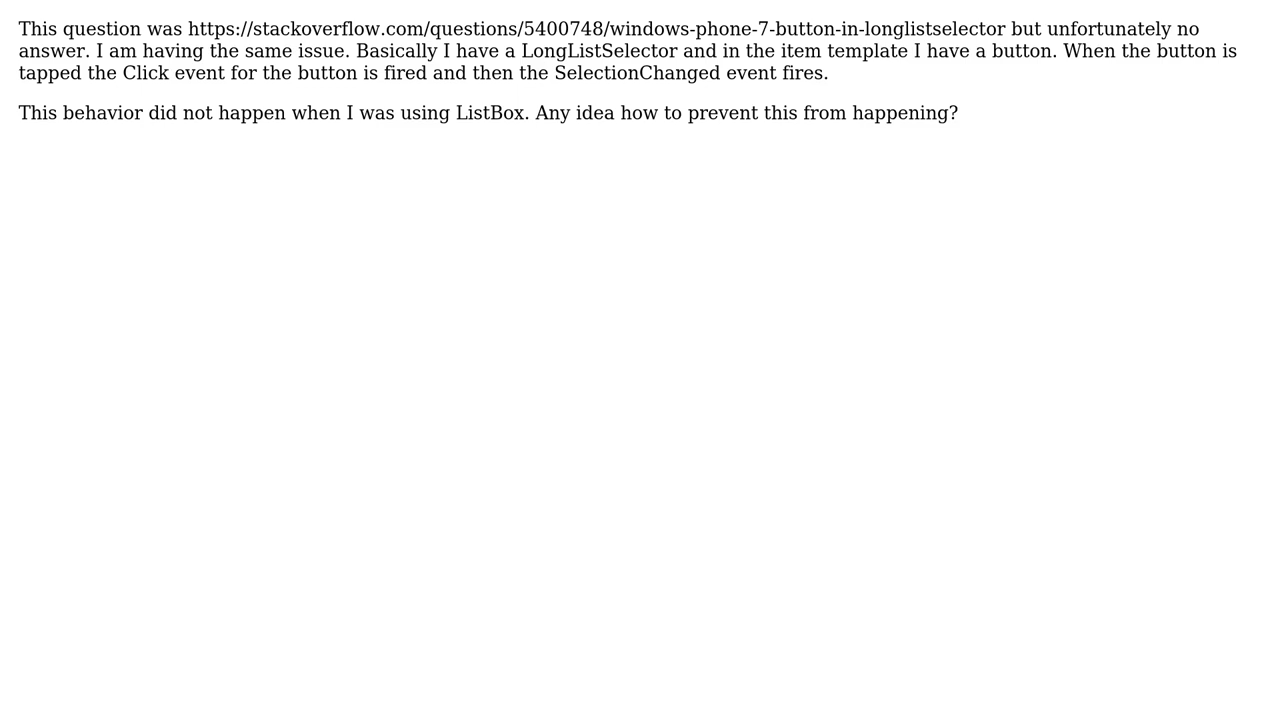 This question was https://stackoverflow.com/questions/5400748/windows-phone-7-button-in-longlistselector but unfortunately no
answer. I am having the same issue. Basically I have a LongListSelector and in the item template I have a button. When the button is
tapped the Click event for the button is fired and then the SelectionChanged event fires.
This behavior did not happen when I was using ListBox. Any idea how to prevent this from happening?